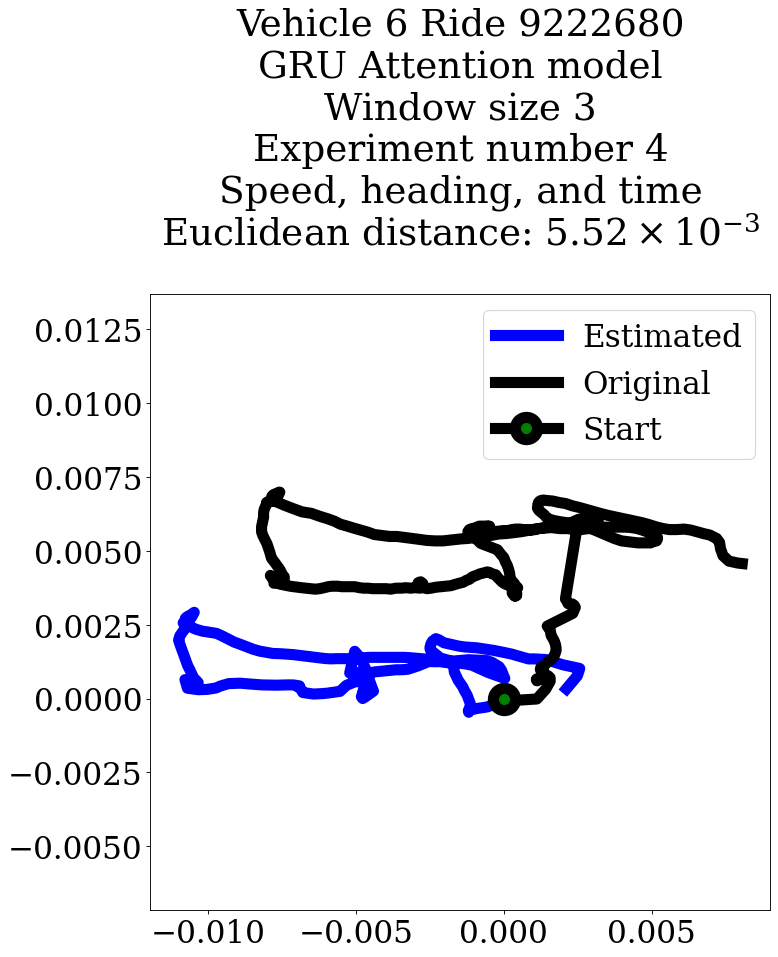 Vehicle 6 Ride 9222680
GRU Attention model
Window size 3
Experiment number 4
Speed, heading, and time
Euclidean distance: 5.52 × 10⁻³
Estimated
Original
Start
0.0125
0.0100
0.0075
0.0050
0.0025
0.0000
−0.0025
−0.0050
−0.010 −0.005 0.000 0.005